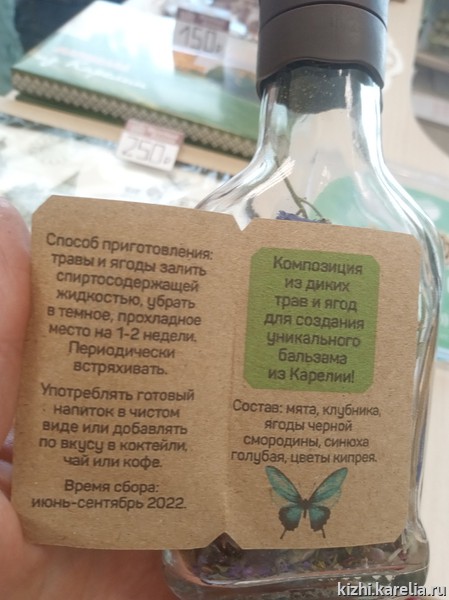 150₽
250₽
Способ приготовления:
травы и ягоды залить
спиртосодержащей
жидкостью, убрать
в темное, прохладное
место на 1-2 недели.
Периодически
встряхивать.
Употреблять готовый
напиток в чистом
виде или добавлять
по вкусу в коктейли,
чай или кофе.
Время сбора:
июнь-сентябрь 2022.
Композиция
из диких
трав и ягод
для создания
уникального
бальзама
из Карелии!
Состав: мята, клубника,
ягоды черной
смородины, синюха
голубая, цветы кипрея.
kizhi.karelia.ru